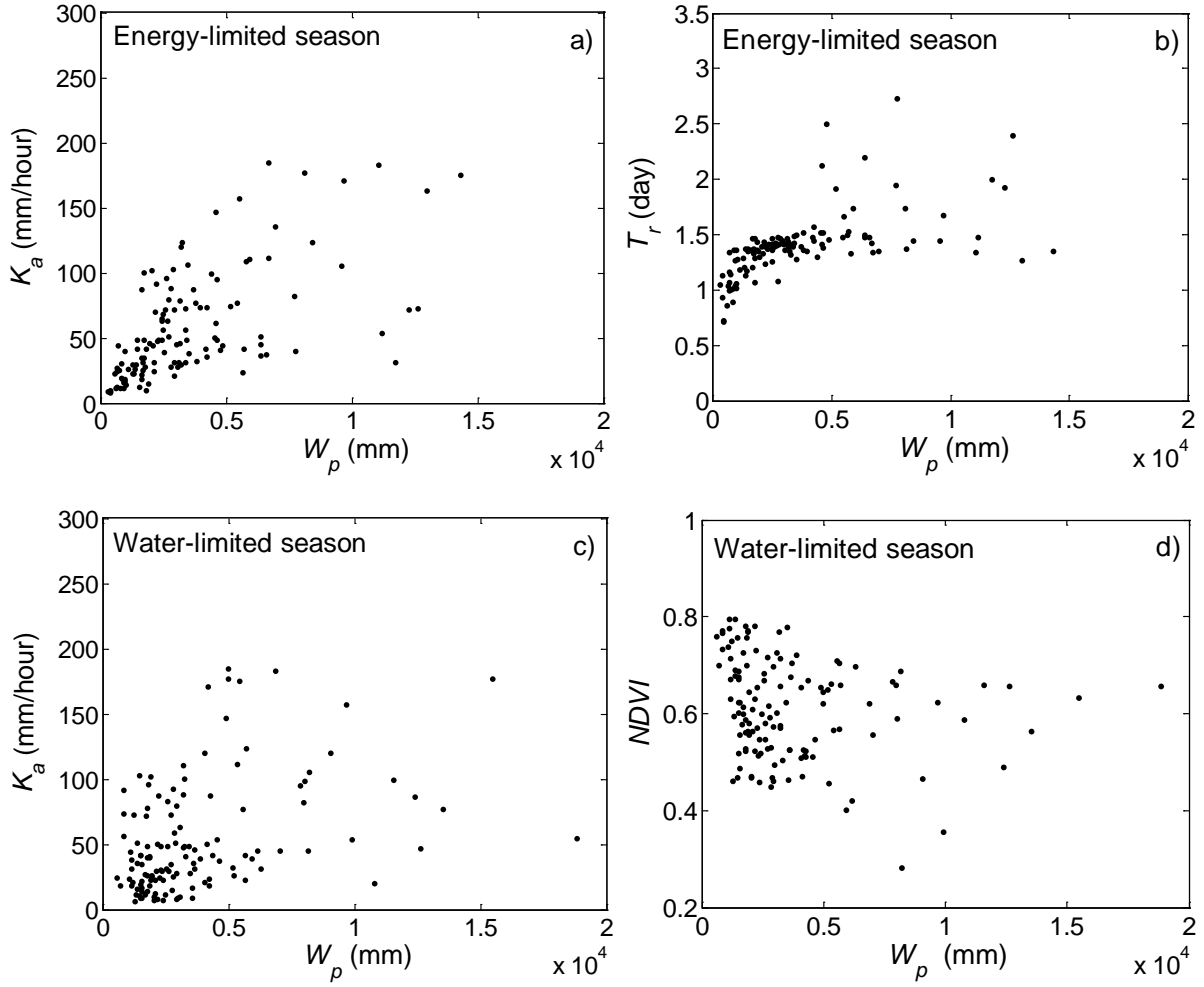 Energy-limited season
a)
300
250
200
150
100
50
0
K_a (mm/hour)
0
0.5
1
1.5
2
W_p (mm)
x 10^4
Energy-limited season
b)
3.5
3
2.5
2
1.5
1
0.5
0
T_r (day)
0
0.5
1
1.5
2
W_p (mm)
x 10^4
Water-limited season
c)
300
250
200
150
100
50
0
K_a (mm/hour)
0
0.5
1
1.5
2
W_p (mm)
x 10^4
Water-limited season
d)
1
0.8
0.6
0.4
0.2
NDVI
0
0.5
1
1.5
2
W_p (mm)
x 10^4